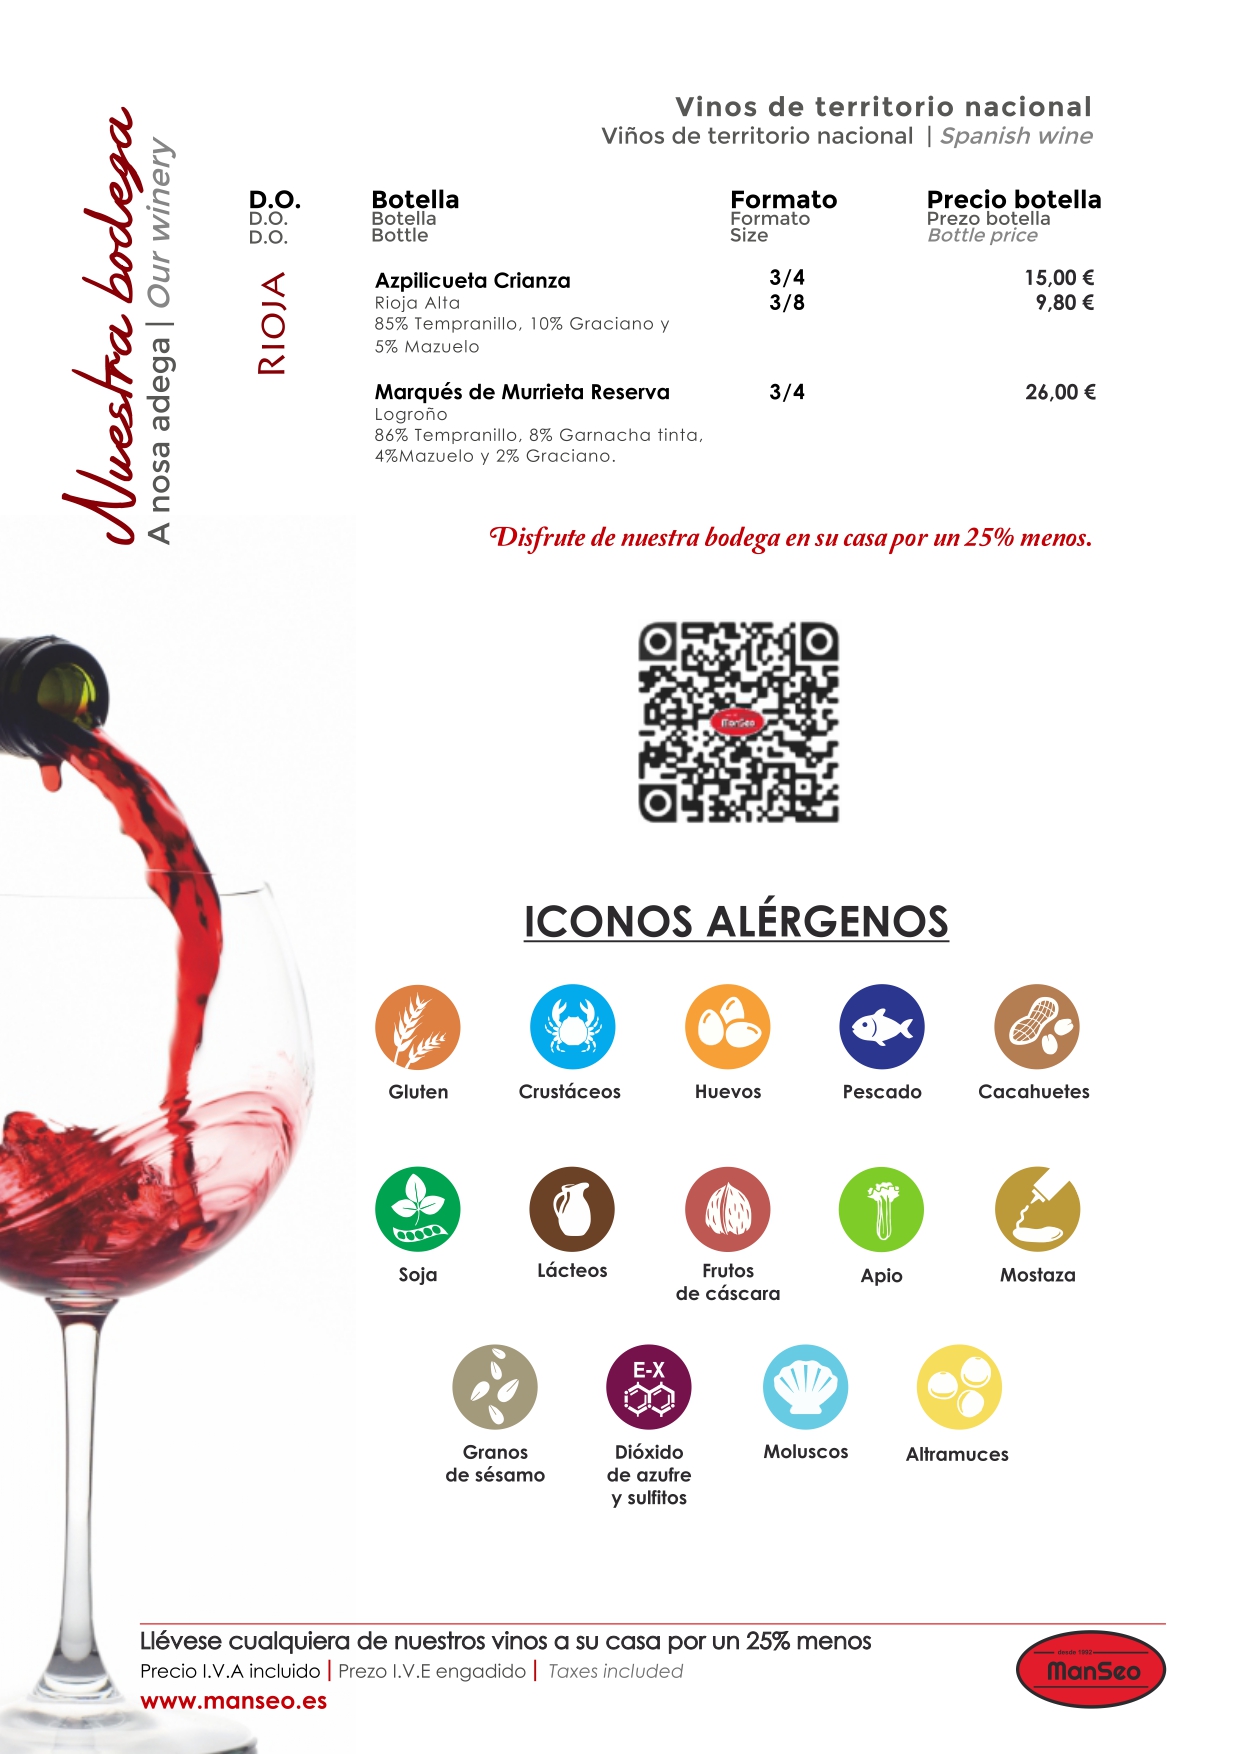 Nuestra bodega
A nosa adega | Our winery
Vinos de territorio nacional
Viños de territorio nacional | Spanish wine
D.O. Botella Formato Precio botella
D.O. Botella Formato Prezo botella
D.O. Bottle Size Bottle price
RIOJA
Azpilicueta Crianza 3/4 15,00 €
Rioja Alta 3/8 9,80 €
85% Tempranillo, 10% Graciano y
5% Mazuelo
Marqués de Murrieta Reserva 3/4 26,00 €
Logroño
86% Tempranillo, 8% Garnacha tinta,
4%Mazuelo y 2% Graciano.
Disfrute de nuestra bodega en su casa por un 25% menos.
ManSeo
ICONOS ALÉRGENOS
Gluten Crustáceos Huevos Pescado Cacahuetes
Soja Lácteos Frutos de cáscara Apio Mostaza
E-X
Granos Dióxido Moluscos Altramuces
de sésamo de azufre
y sulfitos
Llévese cualquiera de nuestros vinos a su casa por un 25% menos
Precio I.V.A incluido | Prezo I.V.E engadido | Taxes included
www.manseo.es
desde 1982
ManSeo